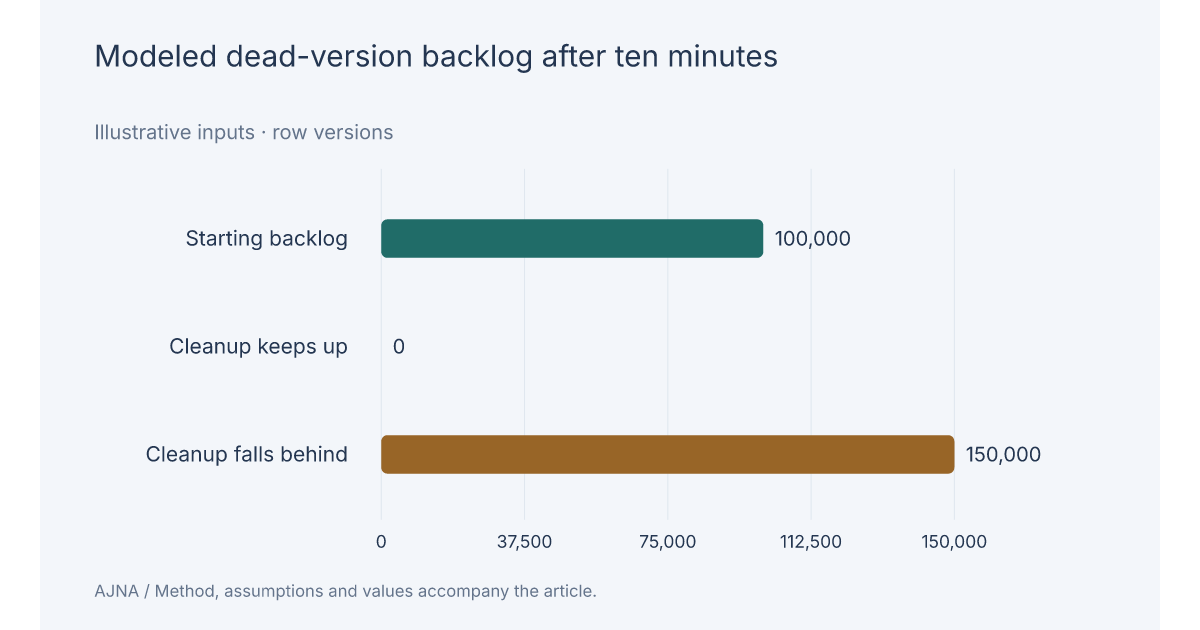 Modeled dead-version backlog after ten minutes
Illustrative inputs · row versions
Starting backlog 100,000
Cleanup keeps up 0
Cleanup falls behind 150,000
0 37,500 75,000 112,500 150,000
AJNA / Method, assumptions and values accompany the article.